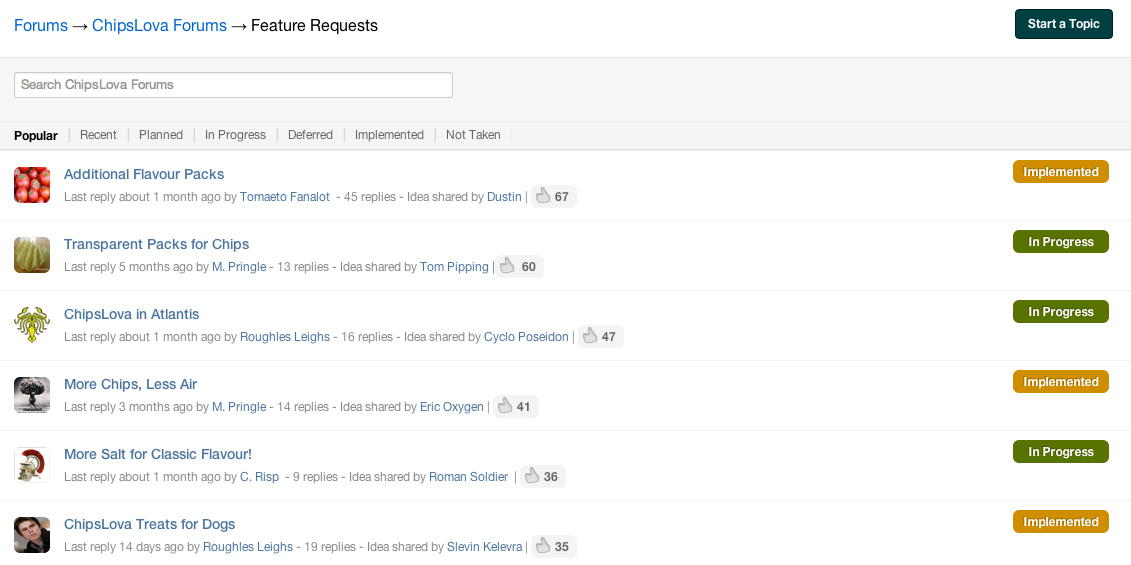 Forums → ChipsLova Forums → Feature Requests
Start a Topic
Search ChipsLova Forums
Popular | Recent | Planned | In Progress | Deferred | Implemented | Not Taken
Additional Flavour Packs
Implemented
Last reply about 1 month ago by Tomaeto Fanalot - 45 replies - Idea shared by Dustin | 67
Transparent Packs for Chips
In Progress
Last reply 5 months ago by M. Pringle - 13 replies - Idea shared by Tom Pipping | 60
ChipsLova in Atlantis
In Progress
Last reply about 1 month ago by Roughles Leighs - 16 replies - Idea shared by Cyclo Poseidon | 47
More Chips, Less Air
Implemented
Last reply 3 months ago by M. Pringle - 14 replies - Idea shared by Eric Oxygen | 41
More Salt for Classic Flavour!
In Progress
Last reply about 1 month ago by C. Risp - 9 replies - Idea shared by Roman Soldier | 36
ChipsLova Treats for Dogs
Implemented
Last reply 14 days ago by Roughles Leighs - 19 replies - Idea shared by Slevin Kelevra | 35